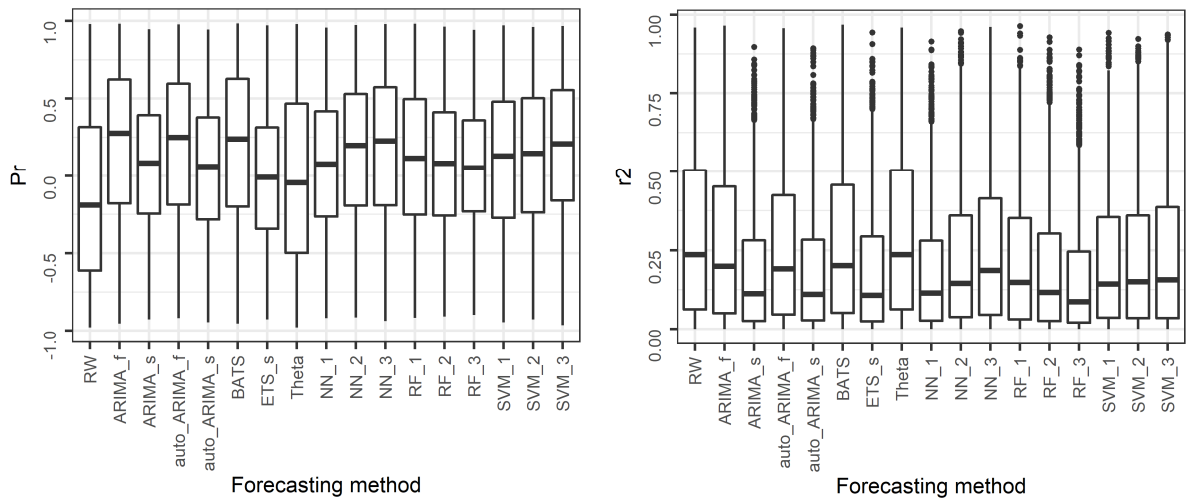 Pr
1.0
0.5
0.0
-0.5
-1.0
RW
ARIMA_f
ARIMA_s
auto_ARIMA_f
auto_ARIMA_s
BATS
ETS_s
Theta
NN_1
NN_2
NN_3
RF_1
RF_2
RF_3
SVM_1
SVM_2
SVM_3
Forecasting method
r2
1.00
0.75
0.50
0.25
0.00
RW
ARIMA_f
ARIMA_s
auto_ARIMA_f
auto_ARIMA_s
BATS
ETS_s
Theta
NN_1
NN_2
NN_3
RF_1
RF_2
RF_3
SVM_1
SVM_2
SVM_3
Forecasting method